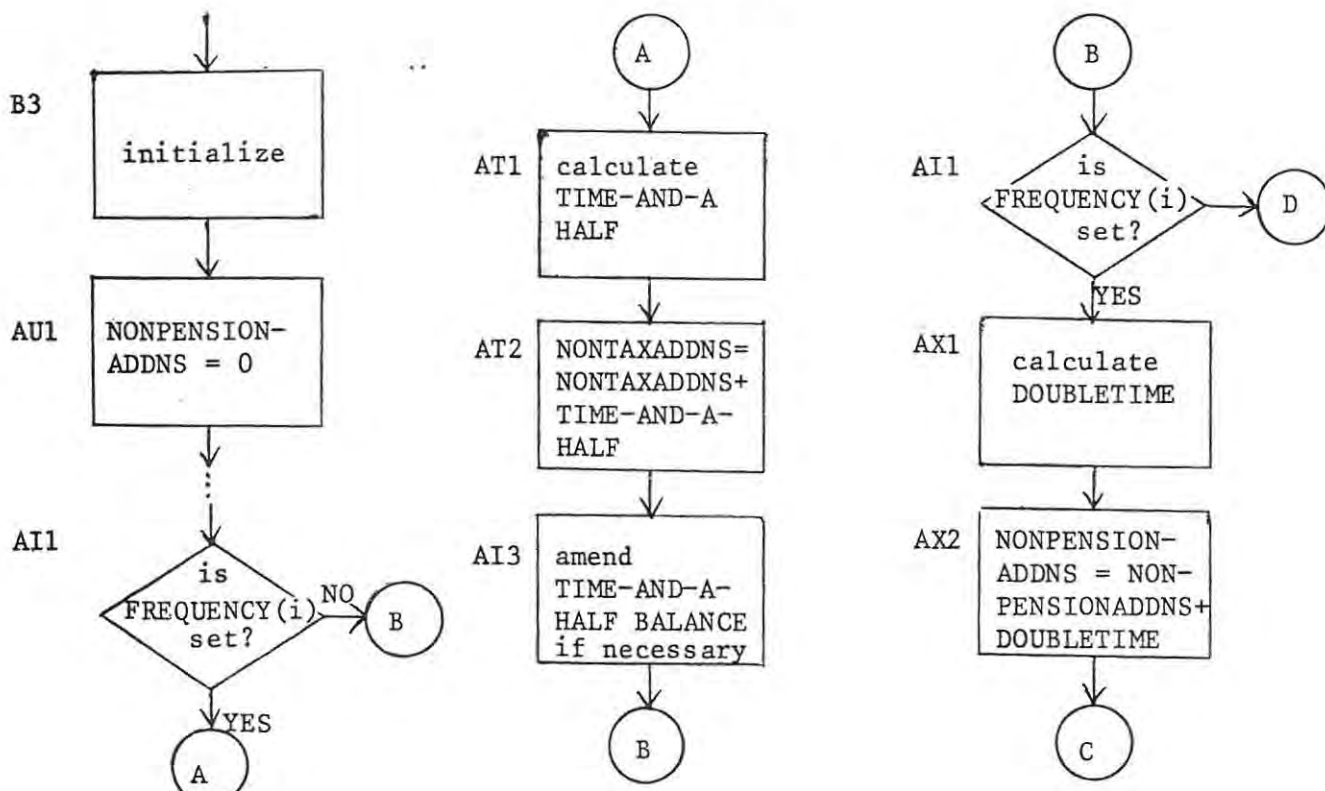 B3
initialize
AU1
NONPENSION-
ADDNS = 0
AI1
is
FREQUENCY(i)
set?
NO
B
YES
A
A
AT1
calculate
TIME-AND-A
HALF
AT2
NONTAXADDNS=
NONTAXADDNS+
TIME-AND-A-
HALF
AI3
amend
TIME-AND-A-
HALF BALANCE
if necessary
B
B
AI1
is
FREQUENCY(i)
set?
D
YES
AX1
calculate
DOUBLETIME
AX2
NONPENSION-
ADDNS = NON-
PENSIONADDNS+
DOUBLETIME
C